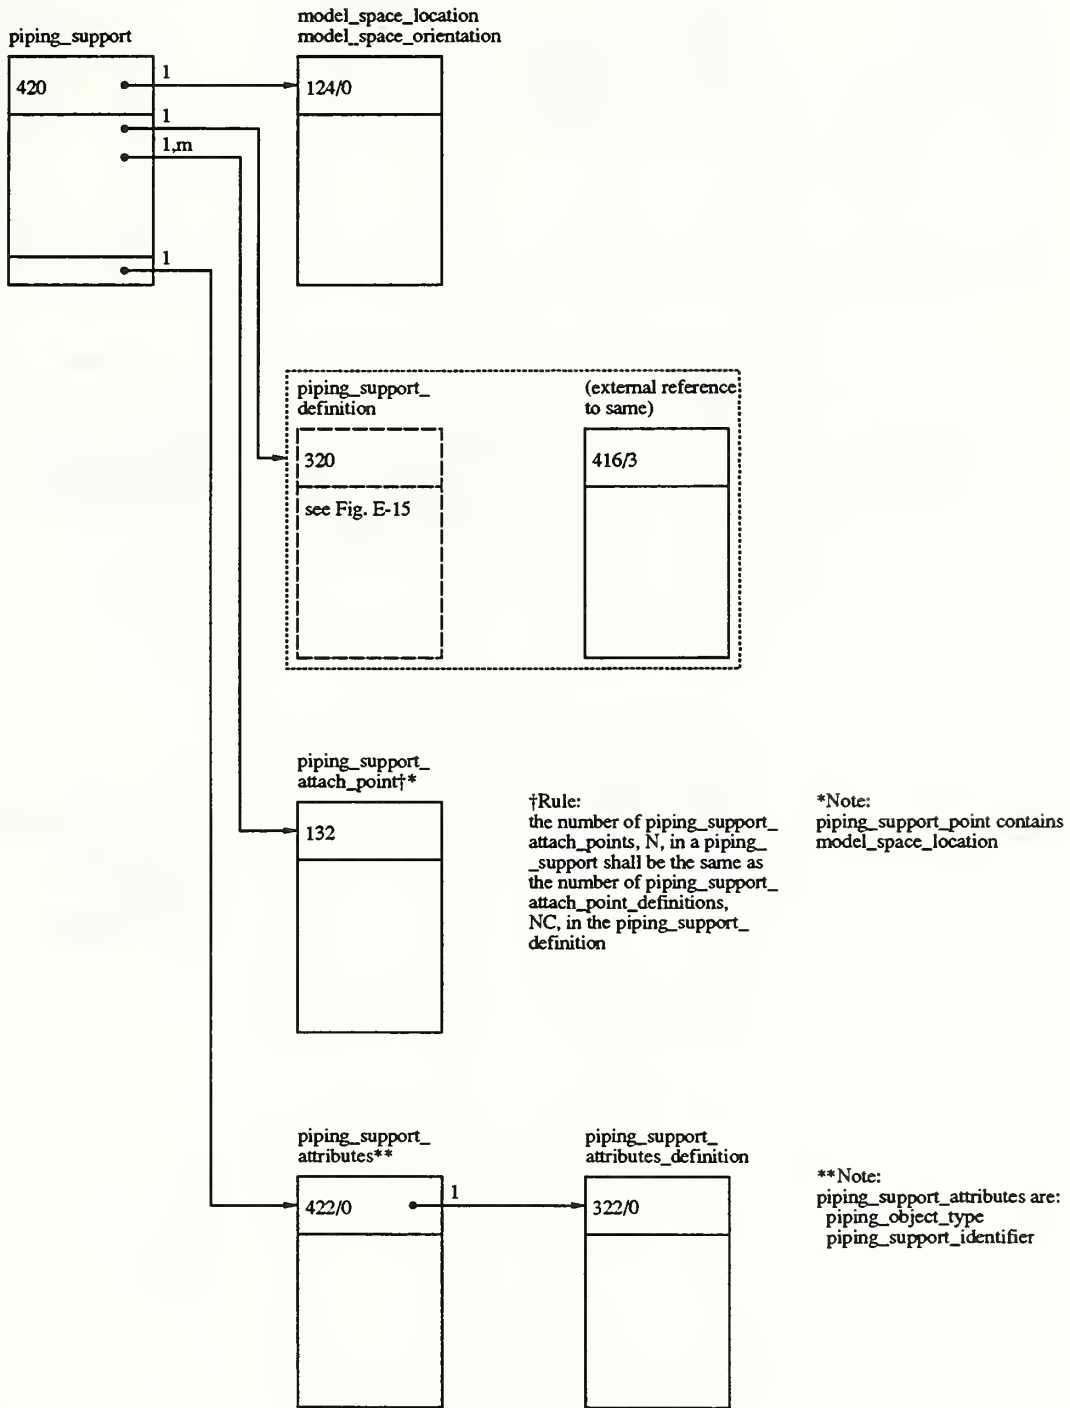 piping_support
model_space_location
model_space_orientation
420
1
124/0
1
1,m
1
piping_support_
definition
(external reference
to same)
320
416/3
see Fig. E-15
piping_support_
attach_point†*
132
†Rule:
the number of piping_support_
attach_points, N, in a piping_
_support shall be the same as
the number of piping_support_
attach_point_definitions,
NC, in the piping_support_
definition
*Note:
piping_support_point contains
model_space_location
piping_support_
attributes**
piping_support_
attributes_definition
422/0
1
322/0
**Note:
piping_support_attributes are:
piping_object_type
piping_support_identifier